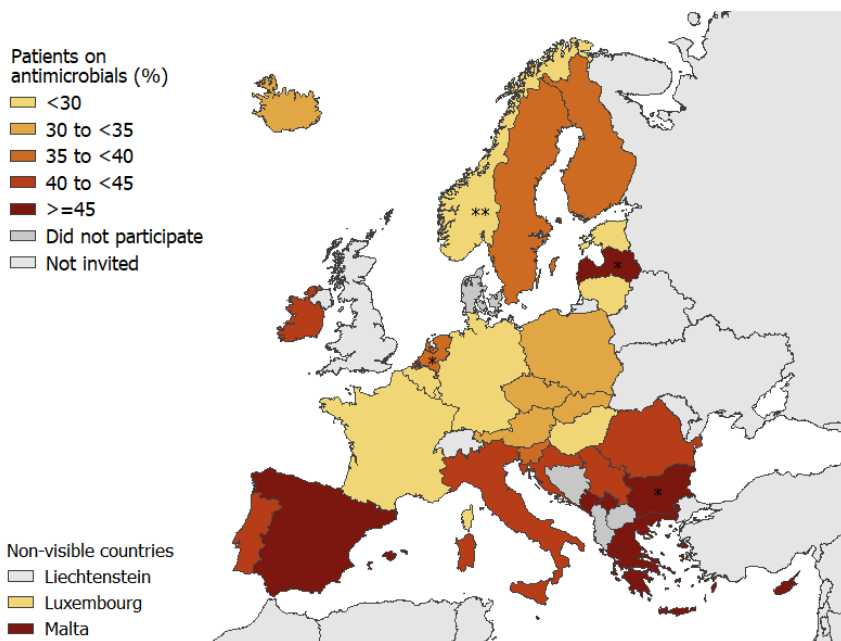 Patients on
antimicrobials (%)
<30
30 to <35
35 to <40
40 to <45
>=45
Did not participate
Not invited
**
*
*
*
Non-visible countries
Liechtenstein
Luxembourg
Malta